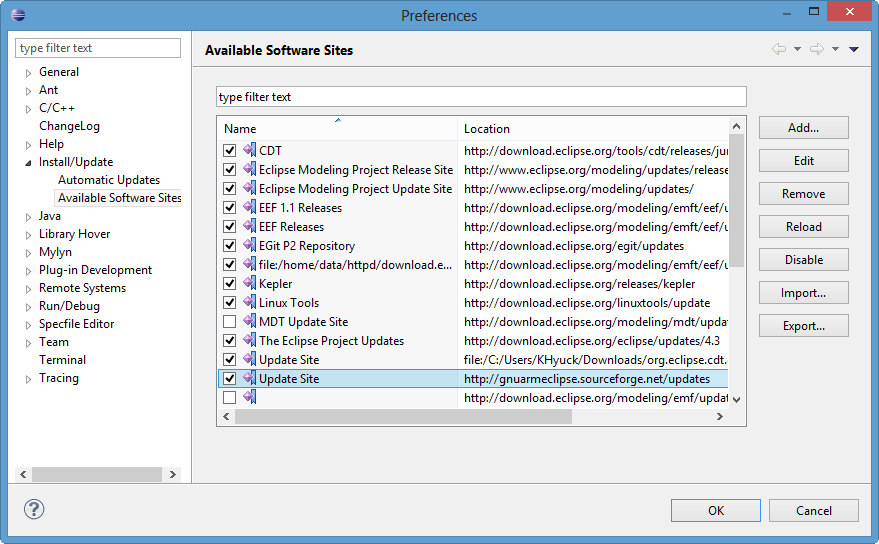 Preferences
type filter text
General
Ant
C/C++
ChangeLog
Help
Install/Update
Automatic Updates
Available Software Sites
Java
Library Hover
Mylyn
Plug-in Development
Remote Systems
Run/Debug
Specfile Editor
Team
Terminal
Tracing
Available Software Sites
type filter text
Name Location
CDT http://download.eclipse.org/tools/cdt/releases/jur
Eclipse Modeling Project Release Site http://www.eclipse.org/modeling/updates/release
Eclipse Modeling Project Update Site http://www.eclipse.org/modeling/updates/
EEF 1.1 Releases http://download.eclipse.org/modeling/emft/eef/u
EEF Releases http://download.eclipse.org/modeling/emft/eef/u
EGit P2 Repository http://download.eclipse.org/egit/updates
file:/home/data/httpd/download.e... http://download.eclipse.org/modeling/emft/eef/u
Kepler http://download.eclipse.org/releases/kepler
Linux Tools http://download.eclipse.org/linuxtools/update
MDT Update Site http://download.eclipse.org/modeling/mdt/updat
The Eclipse Project Updates http://download.eclipse.org/eclipse/updates/4.3
Update Site file:/C:/Users/KHyuck/Downloads/org.eclipse.cdt.
Update Site http://gnuarmeclipse.sourceforge.net/updates
http://download.eclipse.org/modeling/emf/updat
Add...
Edit
Remove
Reload
Disable
Import...
Export...
?
OK
Cancel